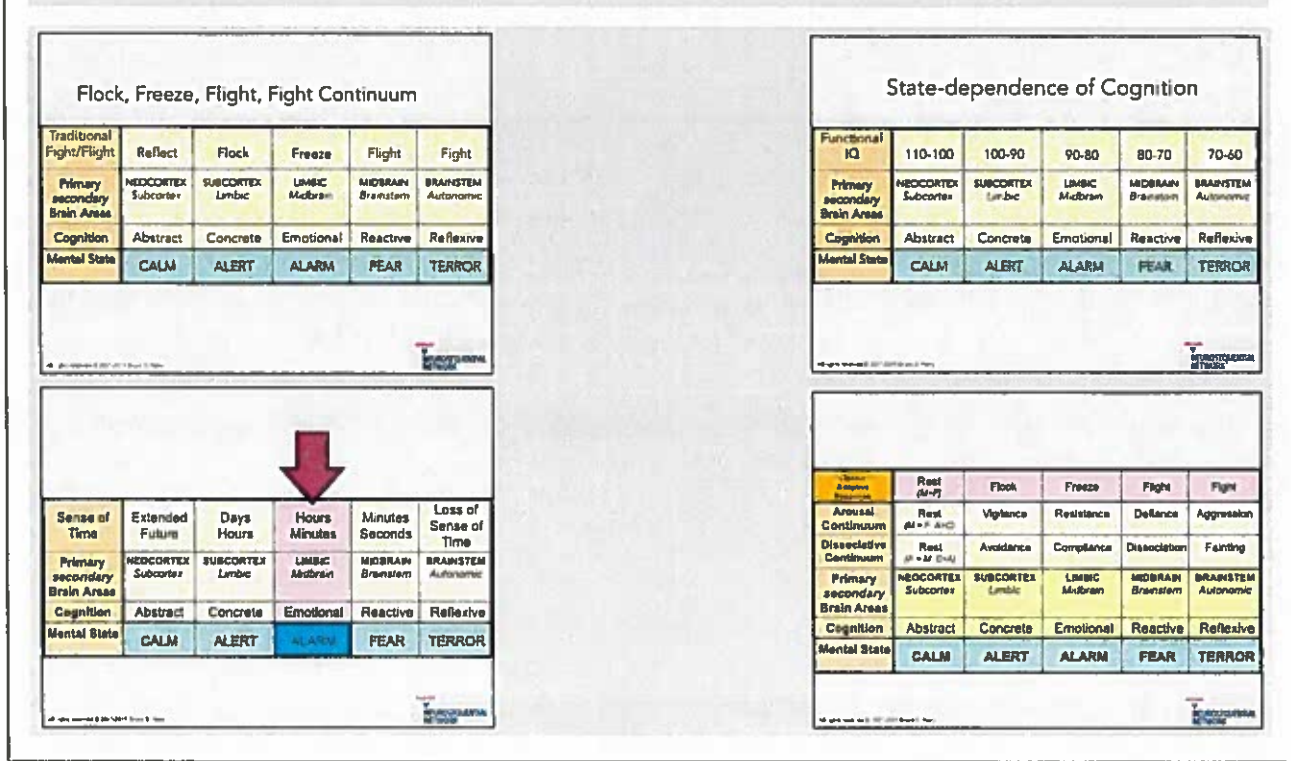 Flock, Freeze, Flight, Fight Continuum
Traditional
Fight/Flight Reflect Flock Freeze Flight Fight
Primary
secondary
Brain Areas
NEOCORTEX SUBCORTEX LIMBIC MIDBRAIN BRAINSTEM
Subcortex Limbic Midbrain Brainstem Autonomic
Cognition Abstract Concrete Emotional Reactive Reflexive
Mental State CALM ALERT ALARM FEAR TERROR
NEUROSEQUENTIAL
NETWORK
State-dependence of Cognition
Functional
IQ 110-100 100-90 90-80 80-70 70-60
Primary
secondary
Brain Areas
NEOCORTEX SUBCORTEX LIMBIC MIDBRAIN BRAINSTEM
Subcortex Limbic Midbrain Brainstem Autonomic
Cognition Abstract Concrete Emotional Reactive Reflexive
Mental State CALM ALERT ALARM FEAR TERROR
NEUROSEQUENTIAL
NETWORK
Sense of
Time
Extended
Future
Days
Hours
Hours
Minutes
Minutes
Seconds
Loss of
Sense of
Time
Primary
secondary
Brain Areas
NEOCORTEX SUBCORTEX LIMBIC MIDBRAIN BRAINSTEM
Subcortex Limbic Midbrain Brainstem Autonomic
Cognition Abstract Concrete Emotional Reactive Reflexive
Mental State CALM ALERT ALARM FEAR TERROR
NEUROSEQUENTIAL
NETWORK
Adaptive
Rest Flock Freeze Flight Fight
Arousal
Continuum
Rest Vigilance Resistance Defiance Aggression
Dissociative
Continuum
Rest Avoidance Compliance Dissociation Fainting
Primary
secondary
Brain Areas
NEOCORTEX SUBCORTEX LIMBIC MIDBRAIN BRAINSTEM
Subcortex Limbic Midbrain Brainstem Autonomic
Cognition Abstract Concrete Emotional Reactive Reflexive
Mental State CALM ALERT ALARM FEAR TERROR
NEUROSEQUENTIAL
NETWORK